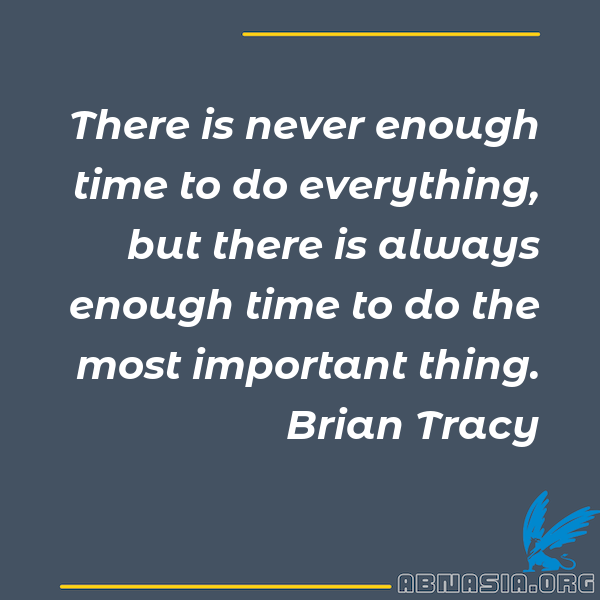 There is never enough
time to do everything,
but there is always
enough time to do the
most important thing.
Brian Tracy
ABNASIA.ORG